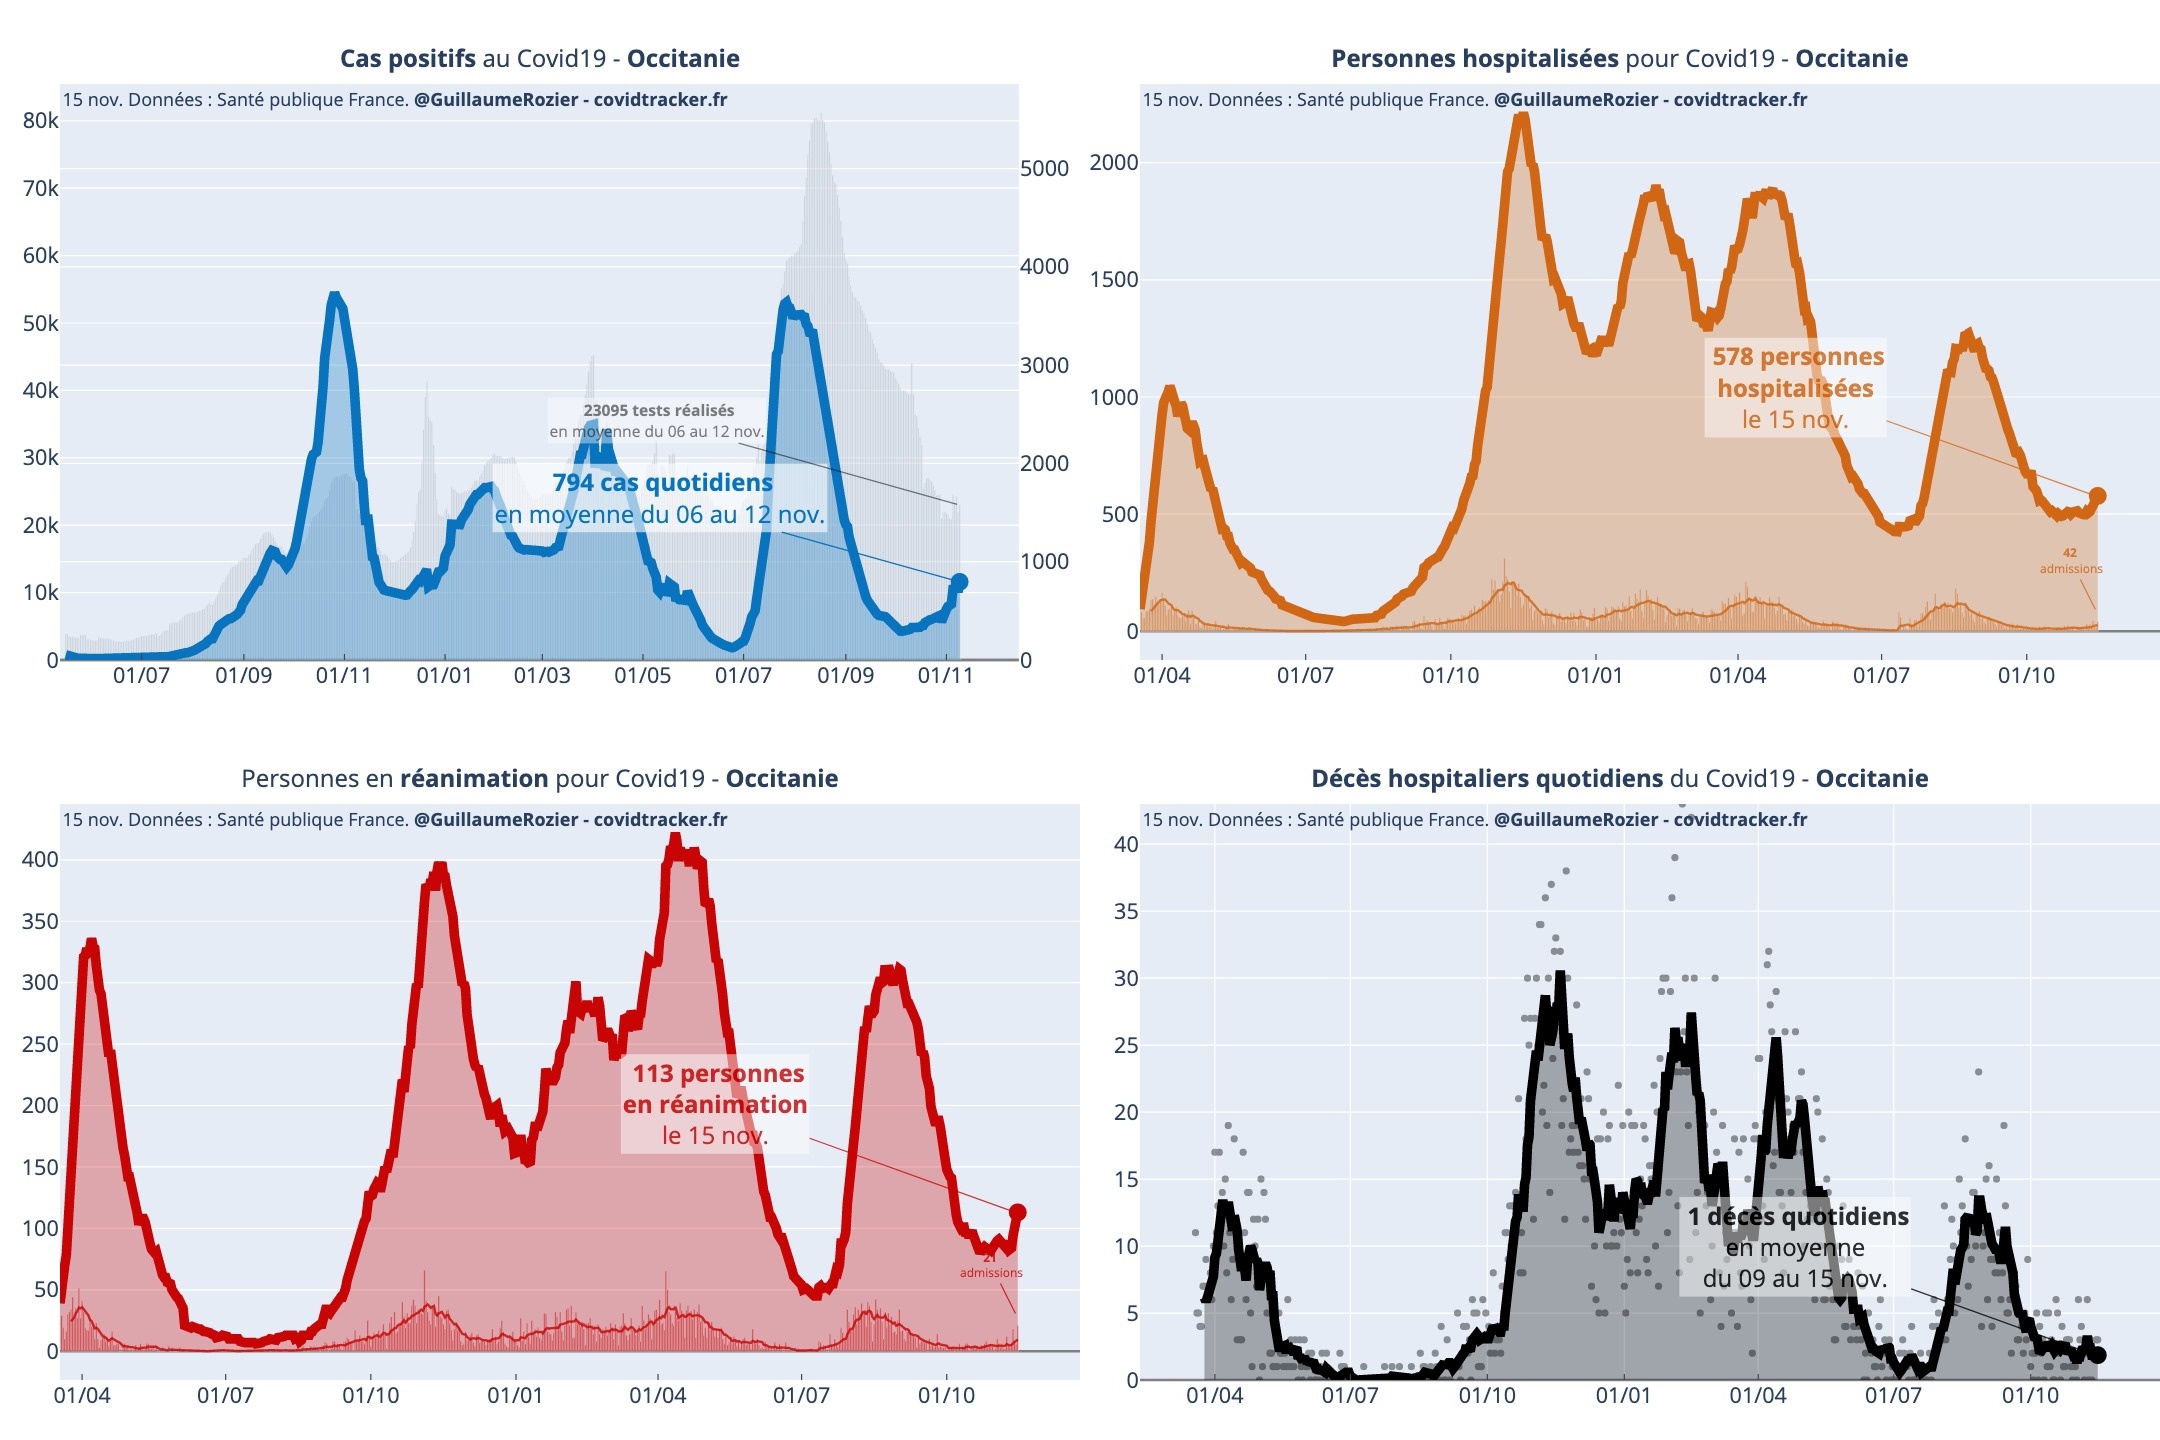 Cas positifs au Covid19 - Occitanie
15 nov. Données : Santé publique France. @GuillaumeRozier - covidtracker.fr
80k
70k
60k
50k
40k
30k
20k
10k
0
5000
4000
3000
2000
1000
0
23095 tests réalisés
en moyenne du 06 au 12 nov.
794 cas quotidiens
en moyenne du 06 au 12 nov.
01/07 01/09 01/11 01/01 01/03 01/05 01/07 01/09 01/11
Personnes hospitalisées pour Covid19 - Occitanie
15 nov. Données : Santé publique France. @GuillaumeRozier - covidtracker.fr
2000
1500
1000
500
0
578 personnes
hospitalisées
le 15 nov.
42
admissions
01/04 01/07 01/10 01/01 01/04 01/07 01/10
Personnes en réanimation pour Covid19 - Occitanie
15 nov. Données : Santé publique France. @GuillaumeRozier - covidtracker.fr
400
350
300
250
200
150
100
50
0
113 personnes
en réanimation
le 15 nov.
21
admissions
01/04 01/07 01/10 01/01 01/04 01/07 01/10
Décès hospitaliers quotidiens du Covid19 - Occitanie
15 nov. Données : Santé publique France. @GuillaumeRozier - covidtracker.fr
40
35
30
25
20
15
10
5
0
1 décès quotidiens
en moyenne
du 09 au 15 nov.
01/04 01/07 01/10 01/01 01/04 01/07 01/10